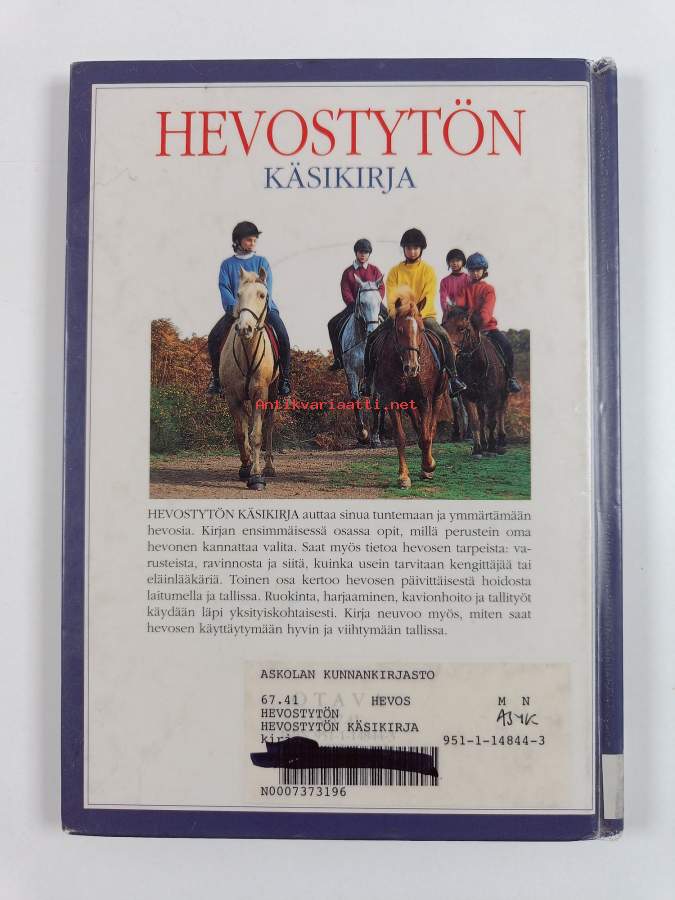 HEVOSTYTÖN
KÄSIKIRJA
Antikvariaatti.net
HEVOSTYTÖN KÄSIKIRJA auttaa sinua tuntemaan ja ymmärtämään
hevosia. Kirjan ensimmäisessä osassa opit, millä perustein oma
hevonen kannattaa valita. Saat myös tietoa hevosen tarpeista: va-
rusteista, ravinnosta ja siitä, kuinka usein tarvitaan kengittäjää tai
eläinlääkäriä. Toinen osa kertoo hevosen päivittäisestä hoidosta
laitumella ja tallissa. Ruokinta, harjaaminen, kavionhoito ja tallityöt
käydään läpi yksityiskohtaisesti. Kirja neuvoo myös, miten saat
hevosen käyttäytymään hyvin ja viihtymään tallissa.
ASKOLAN KUNNANKIRJASTO
67.41 HEVOS M N
HEVOSTYTÖN
HEVOSTYTÖN KÄSIKIRJA
951-1-14844-3
N0007373196